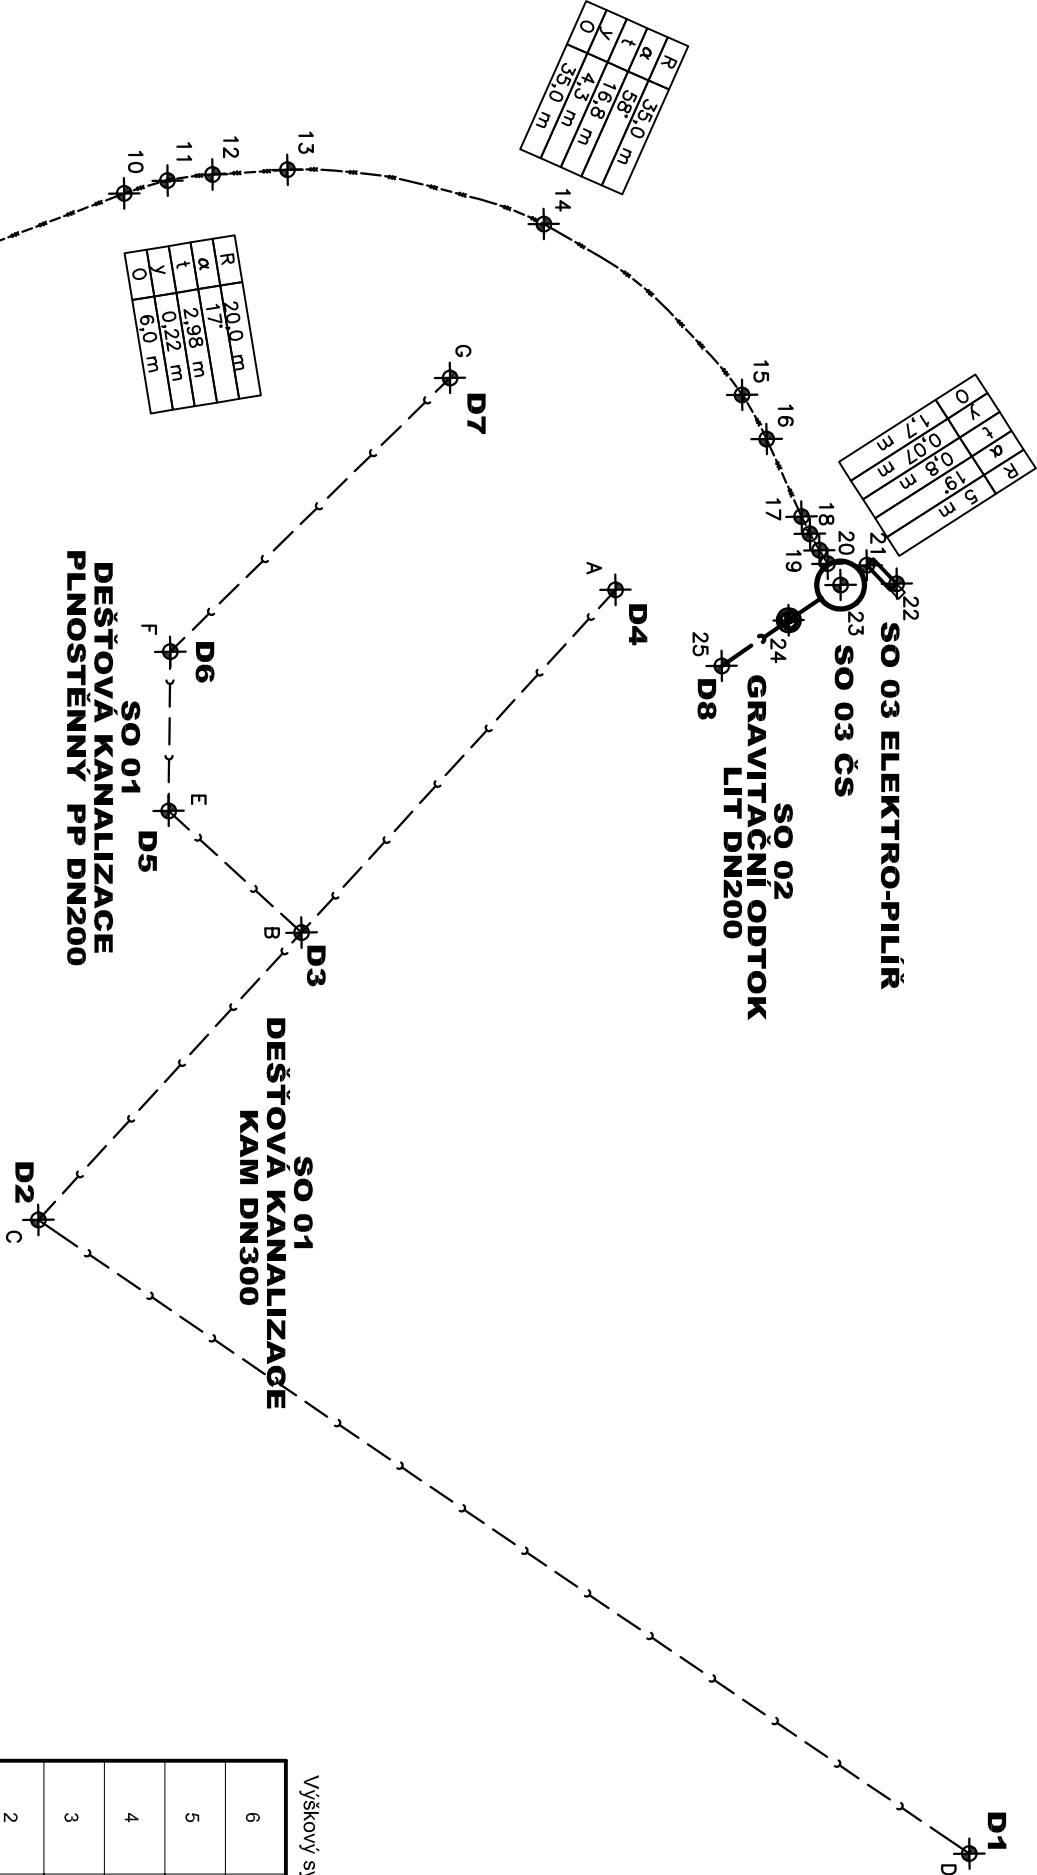 R 35,0 m
α 58°
t 16,8 m
y 4,3 m
O 35,0 m
R 20,0 m
α 17°
t 2,98 m
y 0,22 m
O 6,0 m
R 5 m
α 19°
t 0,8 m
y 0,07 m
O 1,7 m
10
11
12
13
14
15
16
17
18
19
20
21
22
23
24
25
SO 03 ELEKTRO-PILÍŘ
SO 03 ČS
SO 02
GRAVITAČNÍ ODTOK
LIT DN200
D8
A
D4
G
D7
F
D6
E
D5
B
D3
SO 01
DEŠŤOVÁ KANALIZACE
PLNOSTĚNNÝ PP DN200
SO 01
DEŠŤOVÁ KANALIZACE
KAM DN300
D2
C
D1
D
Výškový sy
6
5
4
3
2